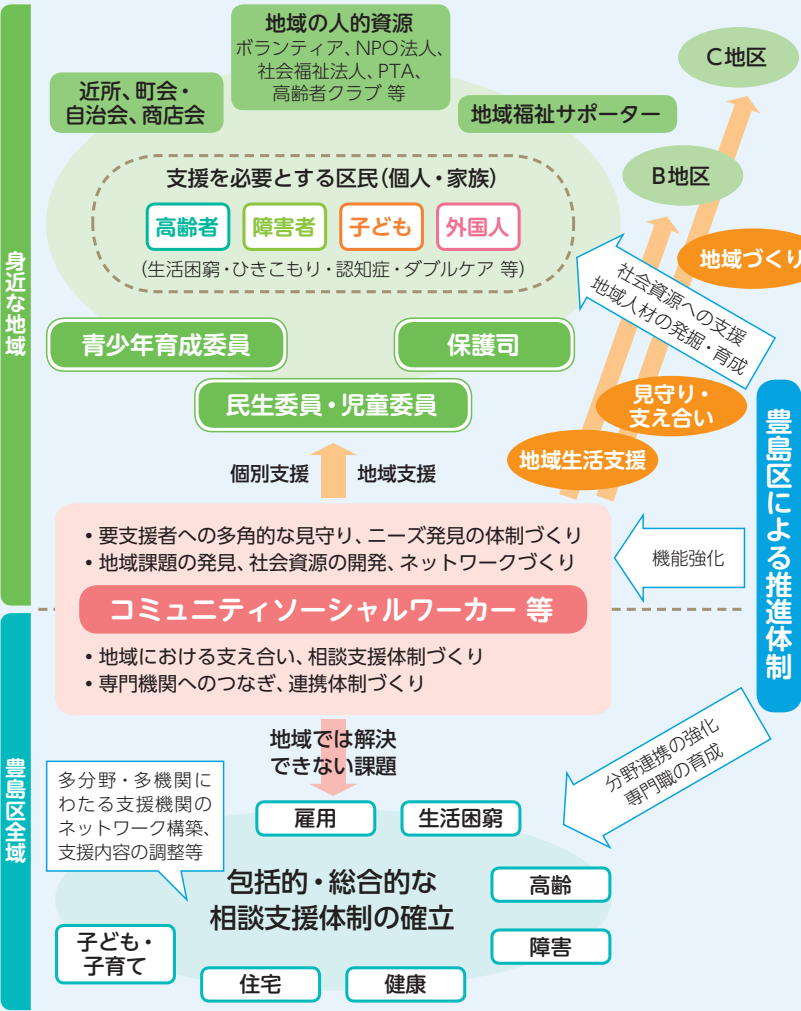 地域の人的資源
ボランティア、NPO法人、
社会福祉法人、PTA、
高齢者クラブ 等
近所、町会・
自治会、商店会
地域福祉サポーター
C地区
B地区
支援を必要とする区民（個人・家族）
高齢者
障害者
子ども
外国人
（生活困窮・ひきこもり・認知症・ダブルケア 等）
地域づくり
社会資源への支援
地域人材の発掘・育成
身近な地域
青少年育成委員
保護司
民生委員・児童委員
見守り・
支え合い
地域生活支援
個別支援
地域支援
豊島区による推進体制
・要支援者への多角的な見守り、ニーズ発見の体制づくり
・地域課題の発見、社会資源の開発、ネットワークづくり
機能強化
コミュニティソーシャルワーカー 等
・地域における支え合い、相談支援体制づくり
・専門機関へのつなぎ、連携体制づくり
地域では解決
できない課題
分野連携の強化
専門職の育成
豊島区全域
多分野・多機関に
わたる支援機関の
ネットワーク構築、
支援内容の調整等
雇用
生活困窮
包括的・総合的な
相談支援体制の確立
高齢
障害
子ども・
子育て
住宅
健康